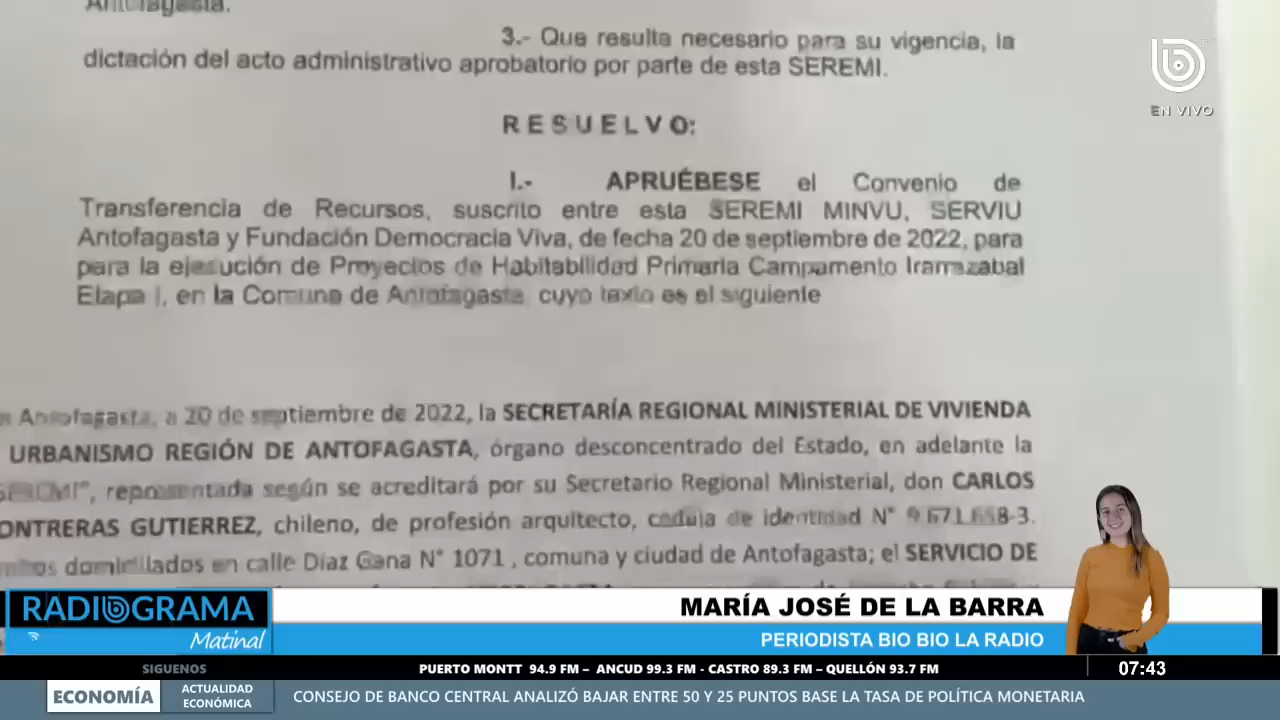 Antofagasta.
3.- Que resulta necesario para su vigencia, la
dictación del acto administrativo aprobatorio por parte de esta SEREMI.
EN VIVO
R E S U E L V O:
I.- APRUÉBESE el Convenio de
Transferencia de Recursos, suscrito entre esta SEREMI MINVU, SERVIU
Antofagasta y Fundación Democracia Viva, de fecha 20 de septiembre de 2022, para
para la ejecución de Proyectos de Habitabilidad Primaria Campamento Irarrazabal
Etapa I, en la Comuna de Antofagasta, cuyo texto es el siguiente
Antofagasta, a 20 de septiembre de 2022, la SECRETARÍA REGIONAL MINISTERIAL DE VIVIENDA
URBANISMO REGIÓN DE ANTOFAGASTA, órgano desconcentrado del Estado, en adelante la
SEREMI", representada según se acreditará por su Secretario Regional Ministerial, don CARLOS
ONTRERAS GUTIERREZ, chileno, de profesión arquitecto, cedula de identidad N°
domiciliados en calle Díaz Gana N° 1071 , comuna y ciudad de Antofagasta; el SERVICIO DE
RADIOGRAMA
Matinal
MARÍA JOSÉ DE LA BARRA
PERIODISTA BIO BIO LA RADIO
SIGUENOS
PUERTO MONTT 94.9 FM – ANCUD 99.3 FM - CASTRO 89.3 FM – QUELLÓN 93.7 FM
07:43
ECONOMÍA
ACTUALIDAD
ECONÓMICA
CONSEJO DE BANCO CENTRAL ANALIZÓ BAJAR ENTRE 50 Y 25 PUNTOS BASE LA TASA DE POLÍTICA MONETARIA